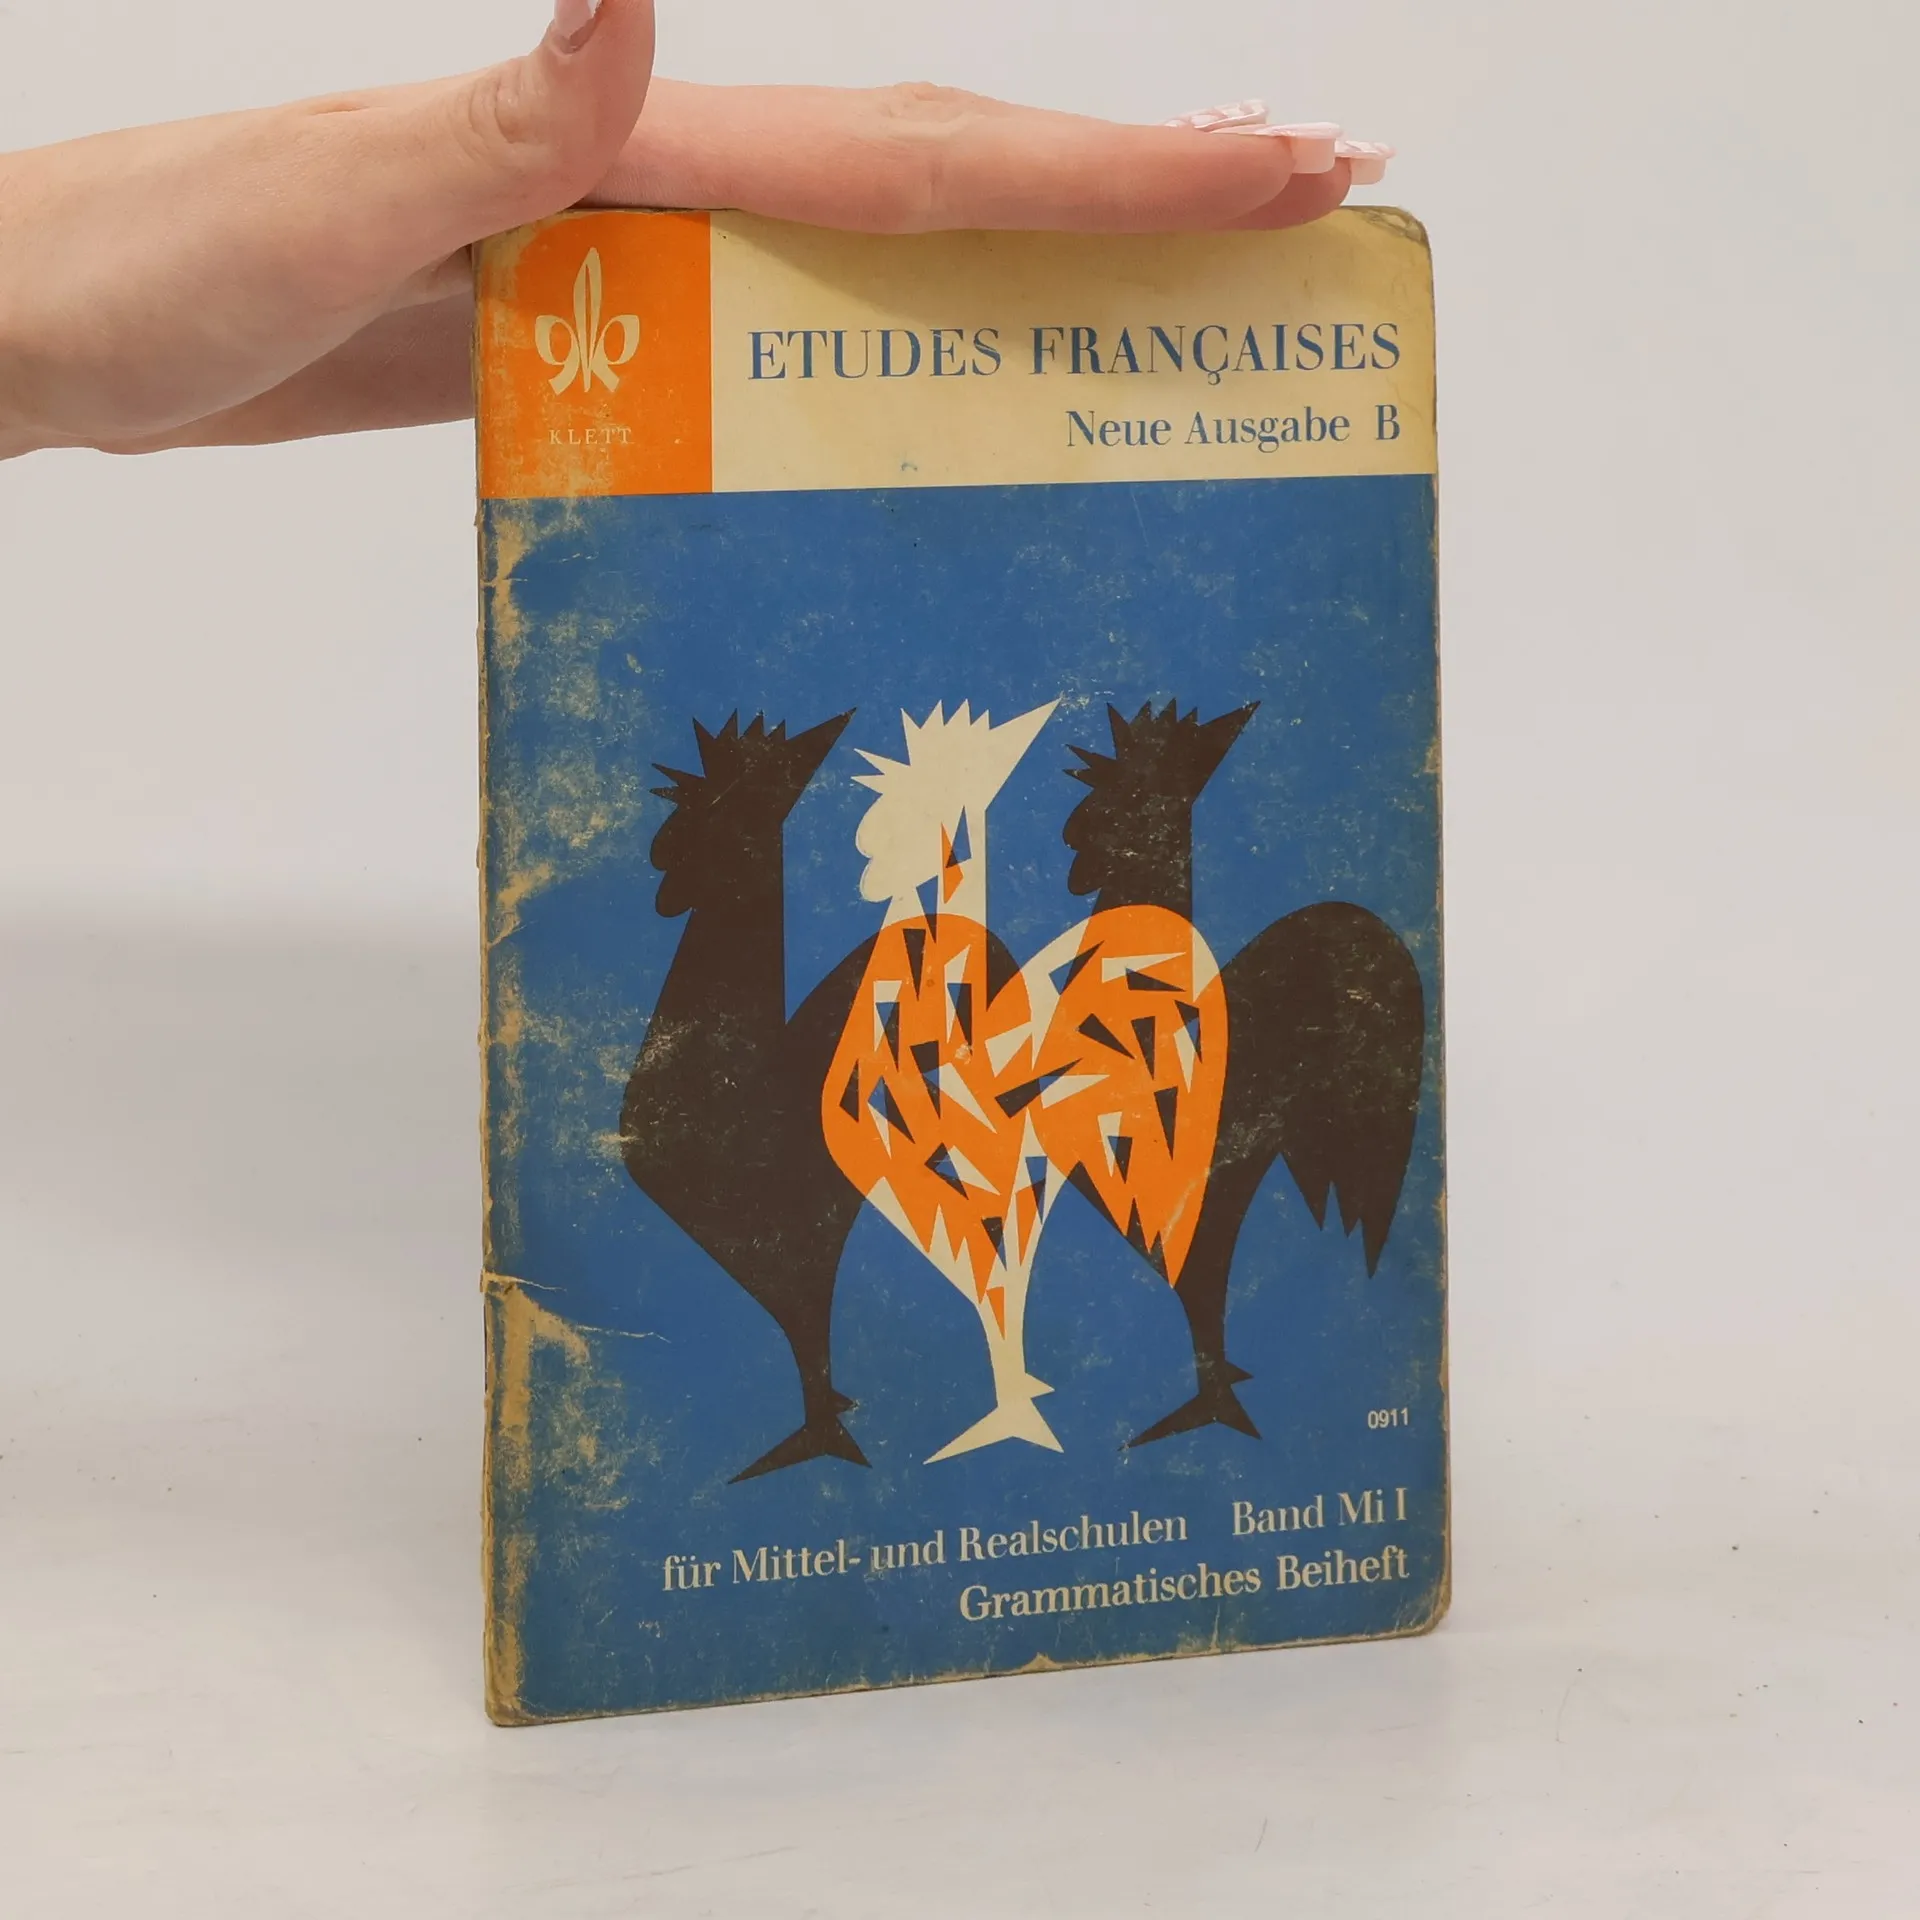 KLETT
ETUDES FRANÇAISES
Neue Ausgabe B
0911
für Mittel- und Realschulen Band Mi I
Grammatisches Beiheft